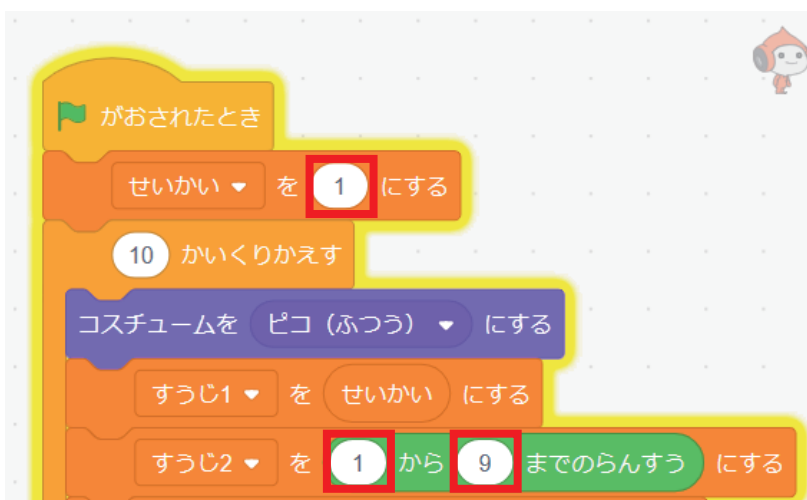 がおされたとき
せいかい を 1 にする
10 かいくりかえす
コスチュームを ピコ（ふつう） にする
すうじ1 を せいかい にする
すうじ2 を 1 から 9 までのらんすう にする